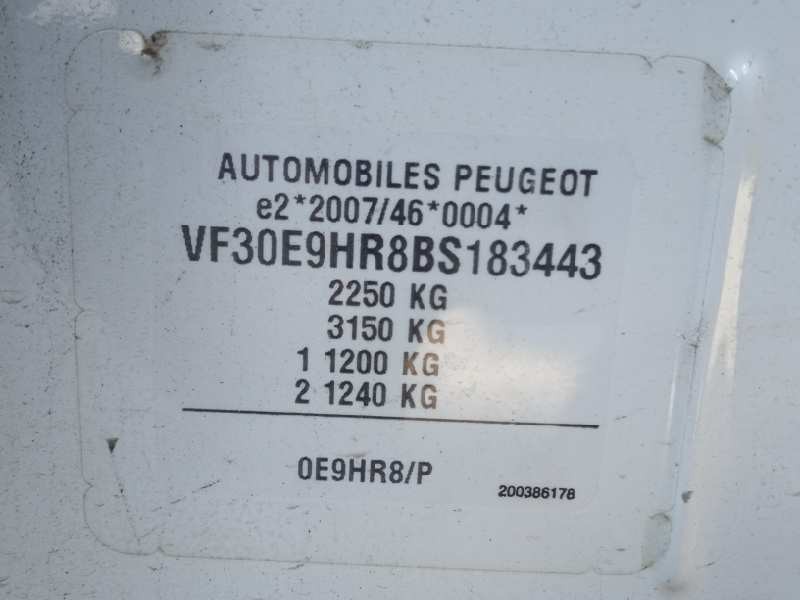 AUTOMOBILES PEUGEOT
e2*2007/46*0004*
VF30E9HR8BS183443
2250 KG
3150 KG
1 1200 KG
2 1240 KG
0E9HR8/P
200386178